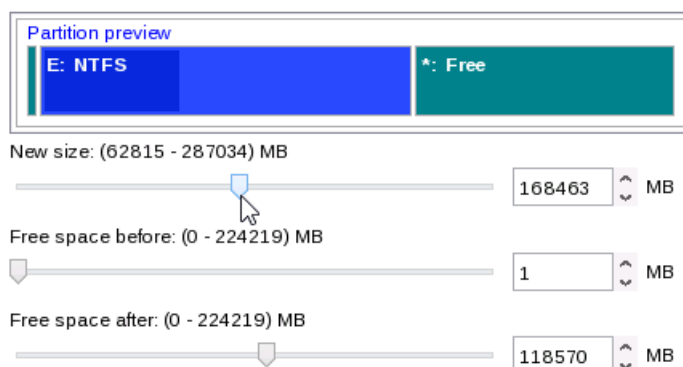 Partition preview
E: NTFS *: Free
New size: (62815 - 287034) MB
168463 MB
Free space before: (0 - 224219) MB
1 MB
Free space after: (0 - 224219) MB
118570 MB